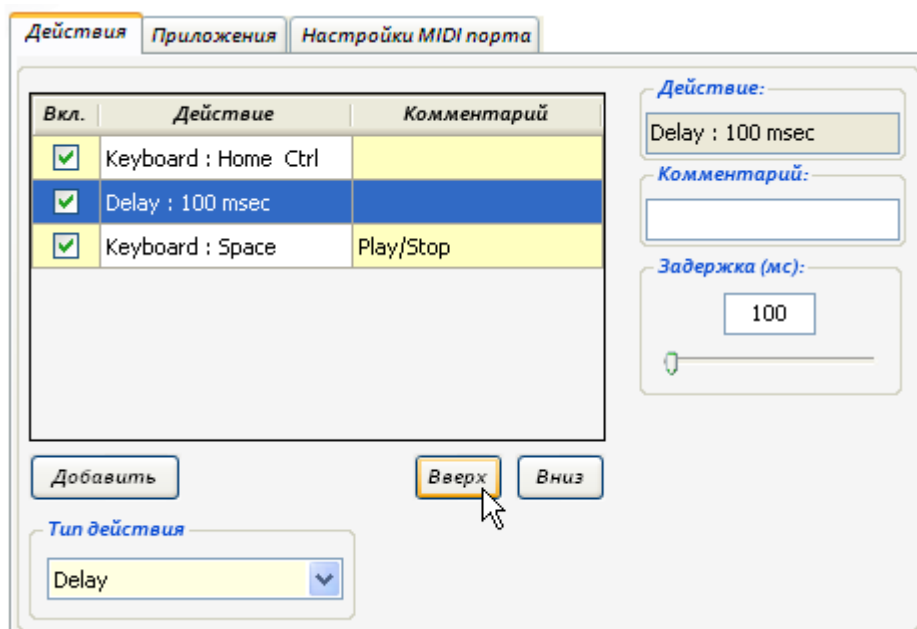 Действия Приложения Настройки MIDI порта
Вкл. Действие Комментарий
Keyboard : Home Ctrl
Delay : 100 msec
Keyboard : Space Play/Stop
Действие:
Delay : 100 msec
Комментарий:
Задержка (мс):
100
Добавить Вверх Вниз
Тип действия
Delay